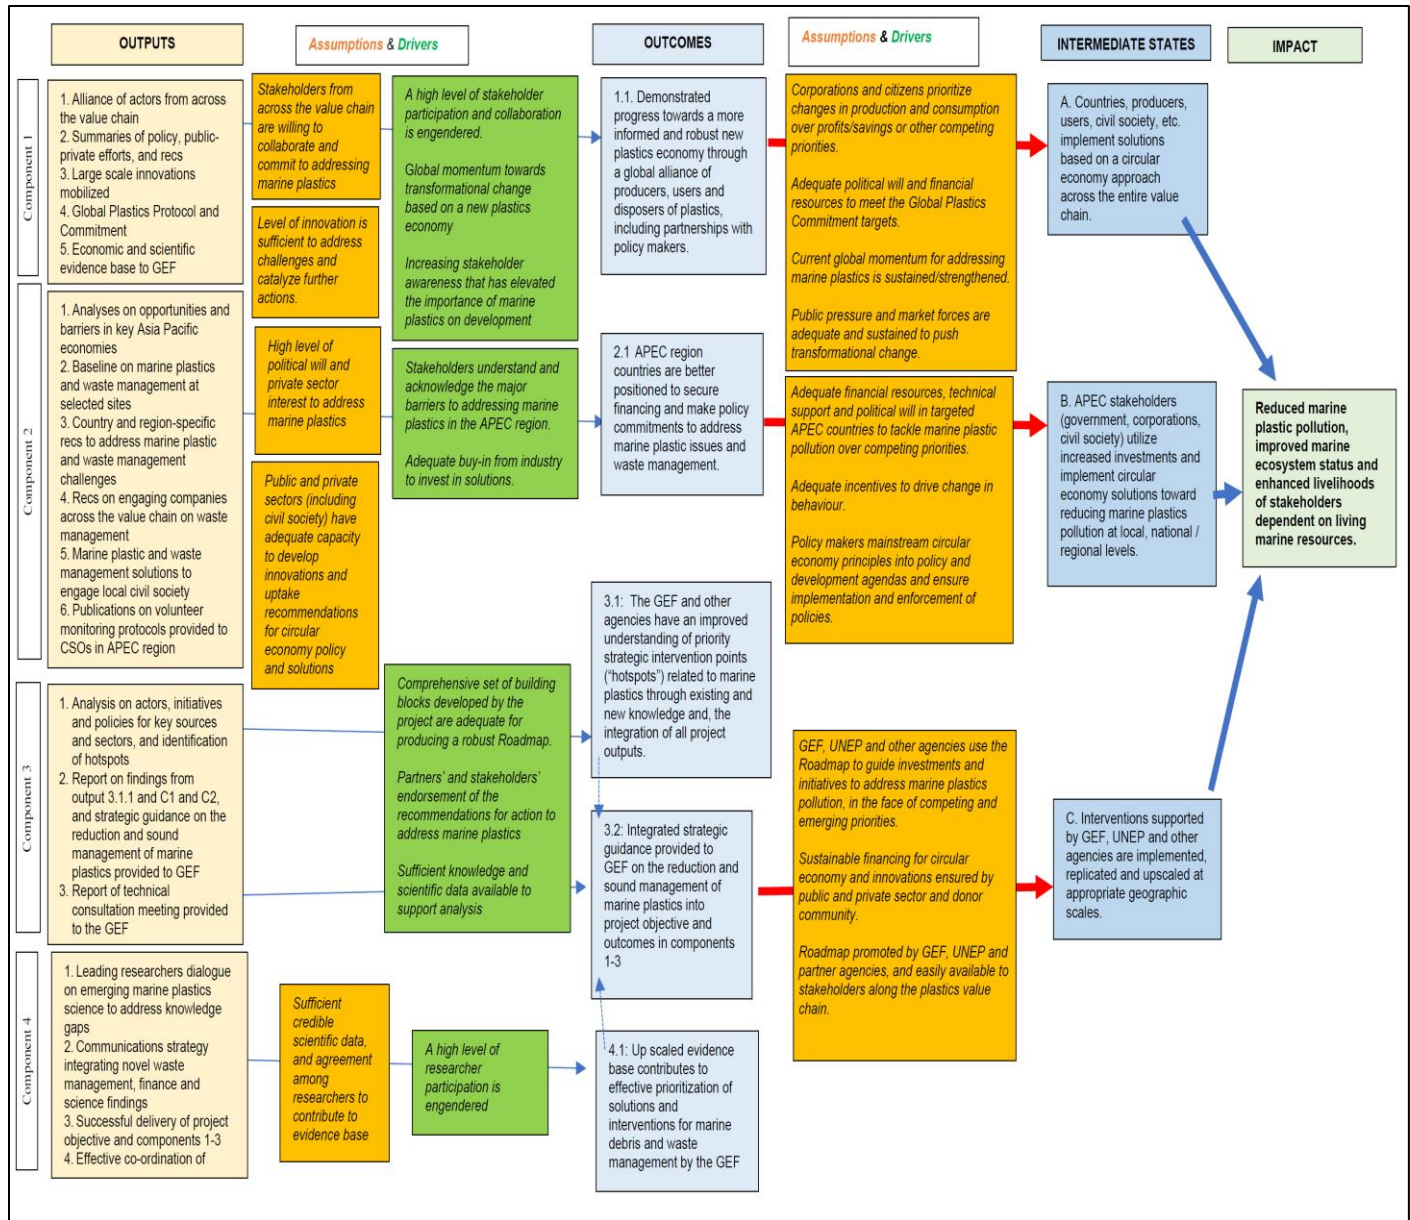 OUTPUTS
Assumptions & Drivers
OUTCOMES
Assumptions & Drivers
INTERMEDIATE STATES
IMPACT
Component 1
1. Alliance of actors from across
the value chain
2. Summaries of policy, public-
private efforts, and recs
3. Large scale innovations
mobilized
4. Global Plastics Protocol and
Commitment
5. Economic and scientific
evidence base to GEF
Stakeholders from
across the value chain
are willing to
collaborate and
commit to addressing
marine plastics
Level of innovation is
sufficient to address
challenges and
catalyze further
actions.
A high level of stakeholder
participation and collaboration
is engendered.
Global momentum towards
transformational change
based on a new plastics
economy
Increasing stakeholder
awareness that has elevated
the importance of marine
plastics on development
1.1. Demonstrated
progress towards a more
informed and robust new
plastics economy through
a global alliance of
producers, users and
disposers of plastics,
including partnerships with
policy makers.
Corporations and citizens prioritize
changes in production and consumption
over profits/savings or other competing
priorities.
Adequate political will and financial
resources to meet the Global Plastics
Commitment targets.
Current global momentum for addressing
marine plastics is sustained/strengthened.
Public pressure and market forces are
adequate and sustained to push
transformational change.
A. Countries, producers,
users, civil society, etc.
implement solutions
based on a circular
economy approach
across the entire value
chain.
Component 2
1. Analyses on opportunities and
barriers in key Asia Pacific
economies
2. Baseline on marine plastics
and waste management at
selected sites
3. Country and region-specific
recs to address marine plastic
and waste management
challenges
4. Recs on engaging companies
across the value chain on waste
management
5. Marine plastic and waste
management solutions to
engage local civil society
6. Publications on volunteer
monitoring protocols provided to
CSOs in APEC region
High level of
political will and
private sector
interest to address
marine plastics
Public and private
sectors (including
civil society) have
adequate capacity
to develop
innovations and
uptake
recommendations
for circular
economy policy
and solutions
Stakeholders understand and
acknowledge the major
barriers to addressing marine
plastics in the APEC region.
Adequate buy-in from industry
to invest in solutions.
2.1 APEC region
countries are better
positioned to secure
financing and make policy
commitments to address
marine plastic issues and
waste management.
Adequate financial resources, technical
support and political will in targeted
APEC countries to tackle marine plastic
pollution over competing priorities.
Adequate incentives to drive change in
behaviour.
Policy makers mainstream circular
economy principles into policy and
development agendas and ensure
implementation and enforcement of
policies.
B. APEC stakeholders
(government, corporations,
civil society) utilize
increased investments and
implement circular
economy solutions toward
reducing marine plastics
pollution at local, national /
regional levels.
Reduced marine
plastic pollution,
improved marine
ecosystem status and
enhanced livelihoods
of stakeholders
dependent on living
marine resources.
Component 3
1. Analysis on actors, initiatives
and policies for key sources
and sectors, and identification
of hotspots
2. Report on findings from
output 3.1.1 and C1 and C2,
and strategic guidance on the
reduction and sound
management of marine
plastics provided to GEF
3. Report of technical
consultation meeting provided
to the GEF
Comprehensive set of building
blocks developed by the
project are adequate for
producing a robust Roadmap.
Partners' and stakeholders'
endorsement of the
recommendations for action to
address marine plastics
Sufficient knowledge and
scientific data available to
support analysis
3.1: The GEF and other
agencies have an improved
understanding of priority
strategic intervention points
("hotspots") related to marine
plastics through existing and
new knowledge and, the
integration of all project
outputs.
3.2: Integrated strategic
guidance provided to
GEF on the reduction and
sound management of
marine plastics into
project objective and
outcomes in components
1-3
GEF, UNEP and other agencies use the
Roadmap to guide investments and
initiatives to address marine plastics
pollution, in the face of competing and
emerging priorities.
Sustainable financing for circular
economy and innovations ensured by
public and private sector and donor
community.
Roadmap promoted by GEF, UNEP and
partner agencies, and easily available to
stakeholders along the plastics value
chain.
C. Interventions supported
by GEF, UNEP and other
agencies are implemented,
replicated and upscaled at
appropriate geographic
scales.
Component 4
1. Leading researchers dialogue
on emerging marine plastics
science to address knowledge
gaps
2. Communications strategy
integrating novel waste
management, finance and
science findings
3. Successful delivery of project
objective and components 1-3
4. Effective co-ordination of
Sufficient
credible
scientific data,
and agreement
among
researchers to
contribute to
evidence base
A high level of
researcher
participation is
engendered
4.1: Up scaled evidence
base contributes to
effective prioritization of
solutions and
interventions for marine
debris and waste
management by the GEF